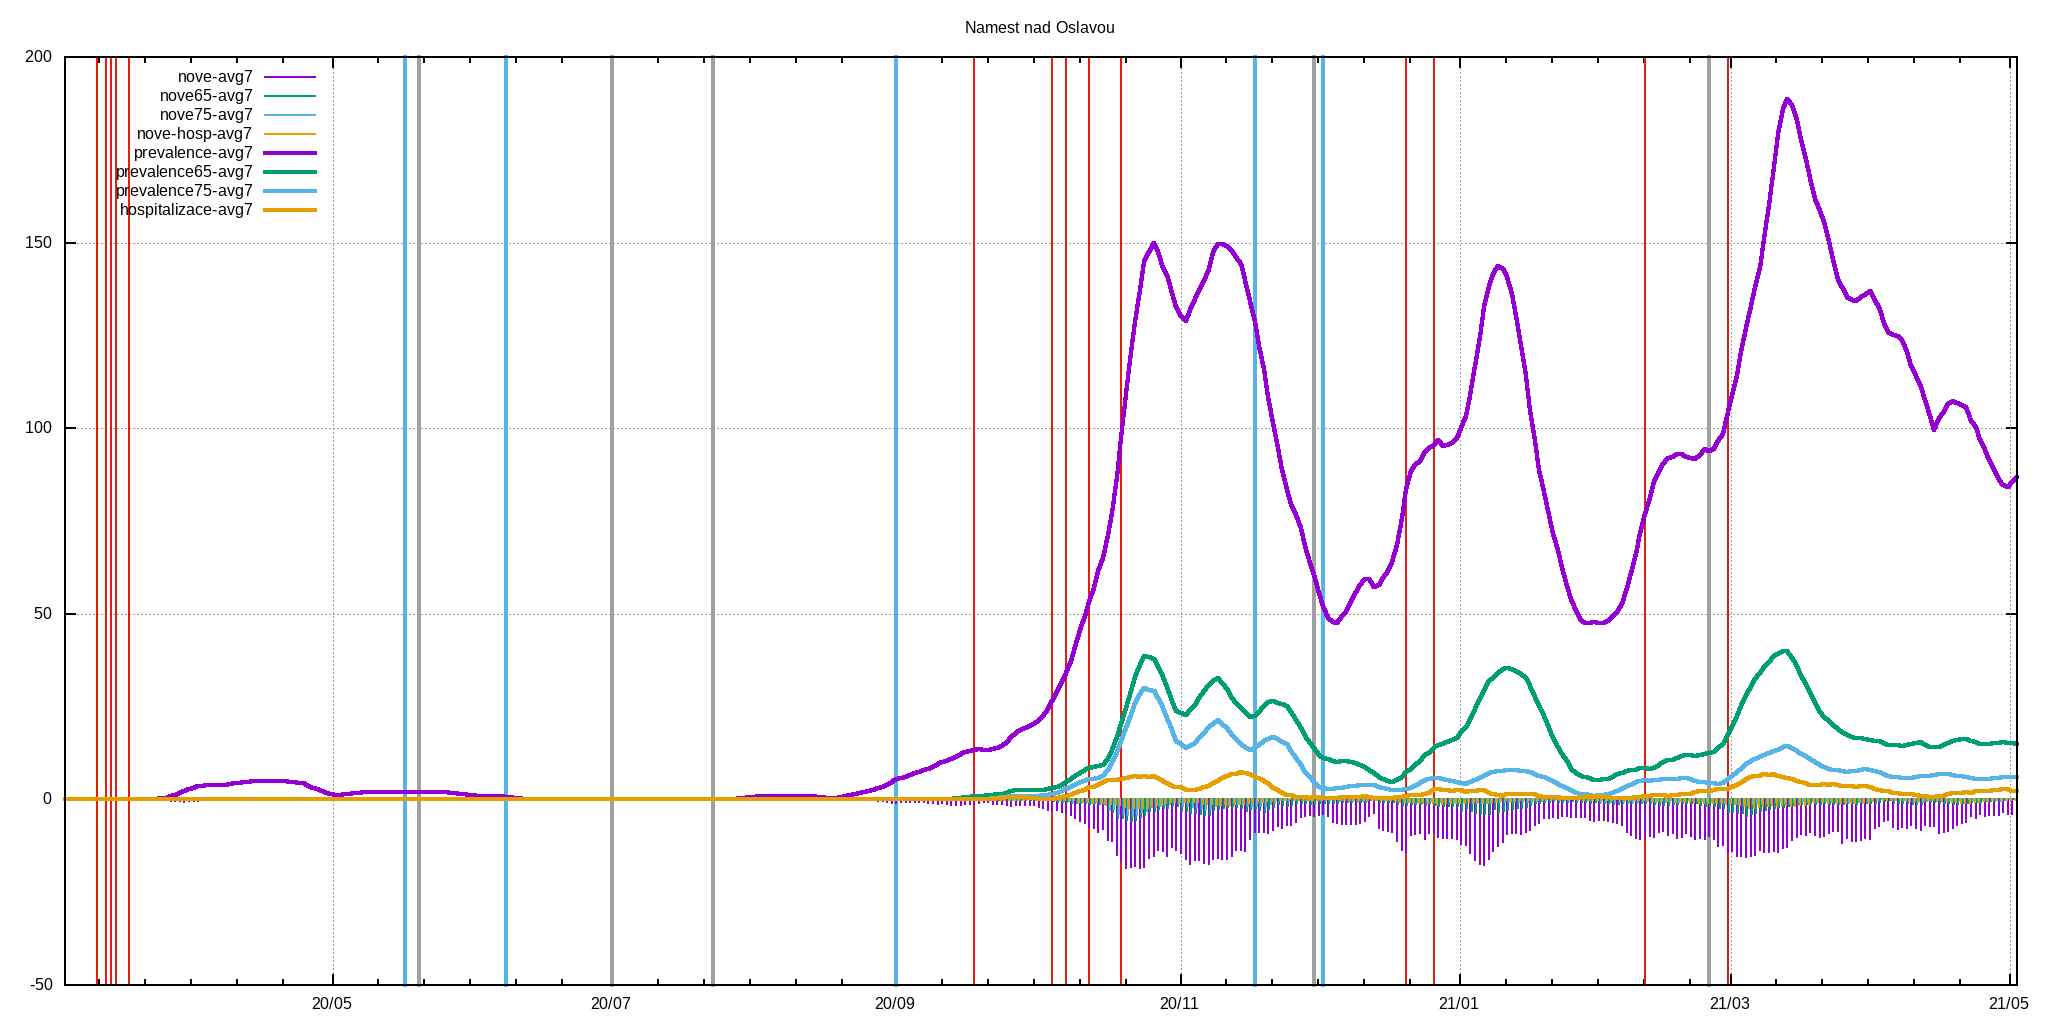 Namest nad Oslavou
200
150
100
50
0
-50
nove-avg7
nove65-avg7
nove75-avg7
nove-hosp-avg7
prevalence-avg7
prevalence65-avg7
prevalence75-avg7
hospitalizace-avg7
20/05 20/07 20/09 20/11 21/01 21/03 21/05